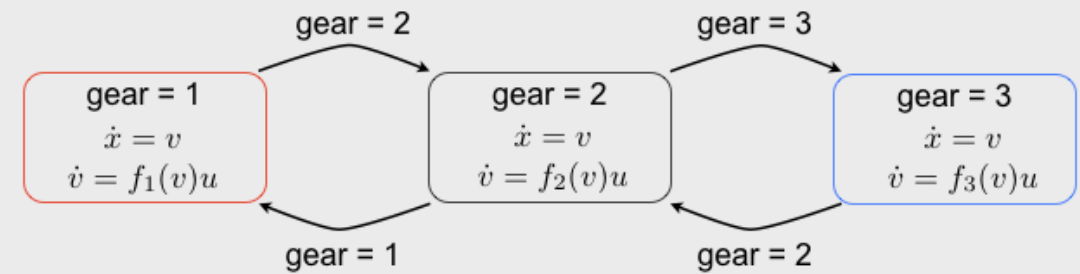 gear = 2
gear = 3
gear = 1
ẋ = v
v̇ = f₁(v)u
gear = 2
ẋ = v
v̇ = f₂(v)u
gear = 3
ẋ = v
v̇ = f₃(v)u
gear = 1
gear = 2